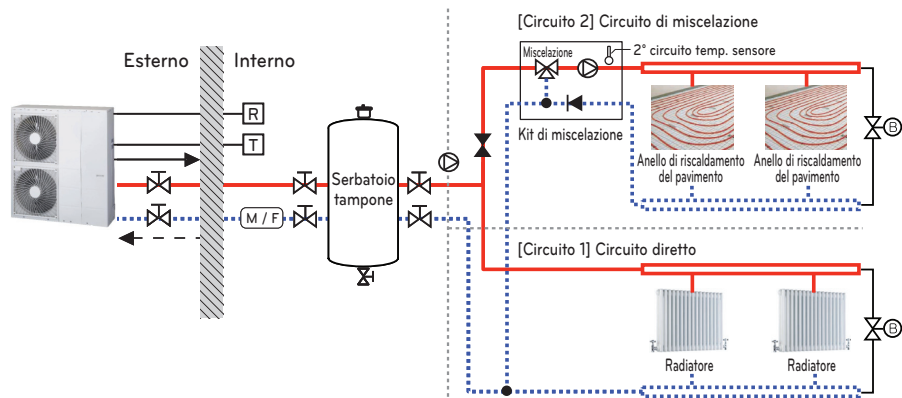 [Circuito 2] Circuito di miscelazione
Esterno
Interno
Miscelazione
2° circuito temp. sensore
R
T
Kit di miscelazione
B
Serbatoio
tampone
Anello di riscaldamento
del pavimento
Anello di riscaldamento
del pavimento
M / F
[Circuito 1] Circuito diretto
B
Radiatore
Radiatore